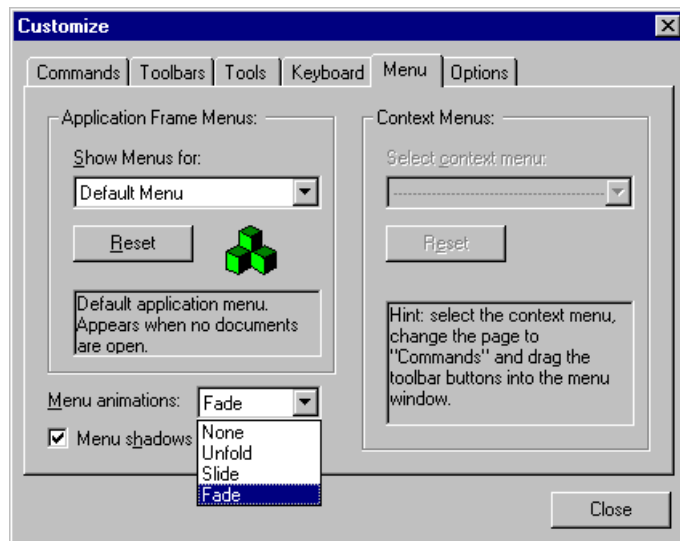 Customize
Commands Toolbars Tools Keyboard Menu Options
Application Frame Menus:
Show Menus for:
Default Menu
Reset
Default application menu.
Appears when no documents
are open.
Context Menus:
Select context menu:
Reset
Hint: select the context menu,
change the page to
"Commands" and drag the
toolbar buttons into the menu
window.
Menu animations: Fade
Menu shadows
None
Unfold
Slide
Fade
Close